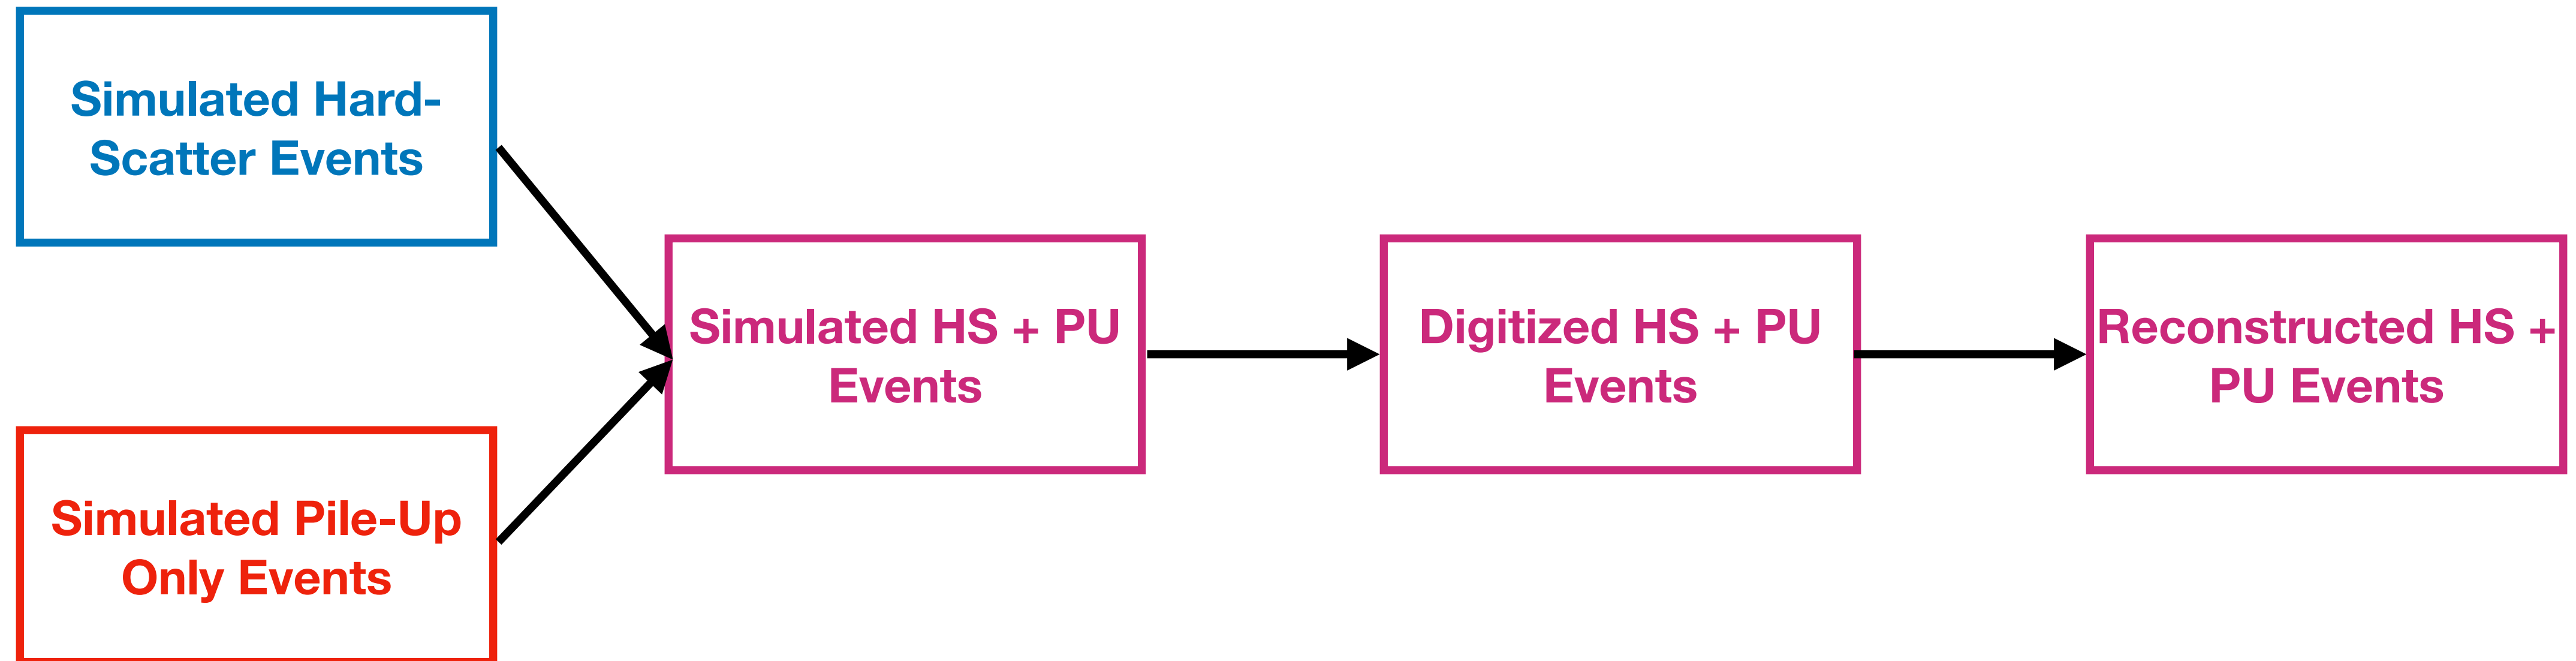 Simulated Hard-
Scatter Events
Simulated Pile-Up
Only Events
Simulated HS + PU
Events
Digitized HS + PU
Events
Reconstructed HS +
PU Events